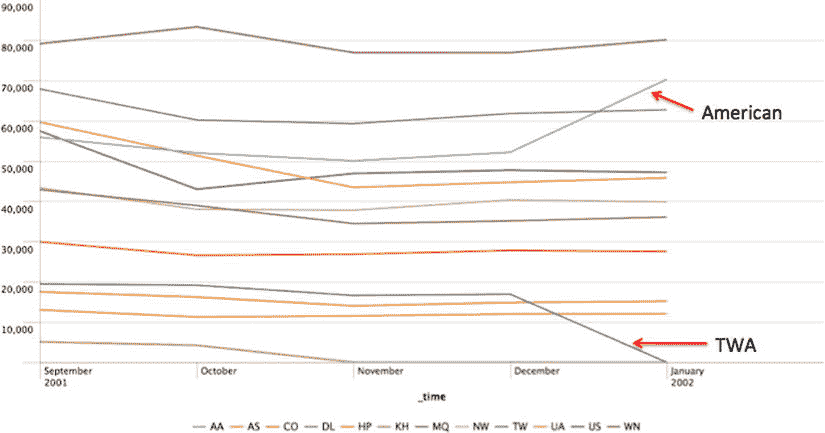 90,000
80,000
70,000
American
60,000
50,000
40,000
30,000
20,000
10,000
TWA
September October November December January
2001 2002
_time
AA AS CO DL HP KH MQ NW TW UA US WN